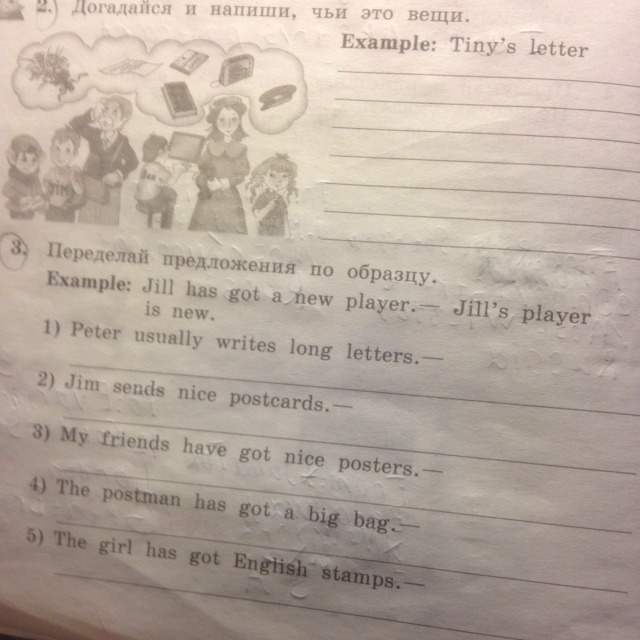 2.) Догадайся и напиши, чьи это вещи.
Example: Tiny's letter
3. Переделай предложения по образцу.
Example: Jill has got a new player.— Jill's player
is new.
1) Peter usually writes long letters.—
2) Jim sends nice postcards.—
3) My friends have got nice posters.—
4) The postman has got a big bag.—
5) The girl has got English stamps.—